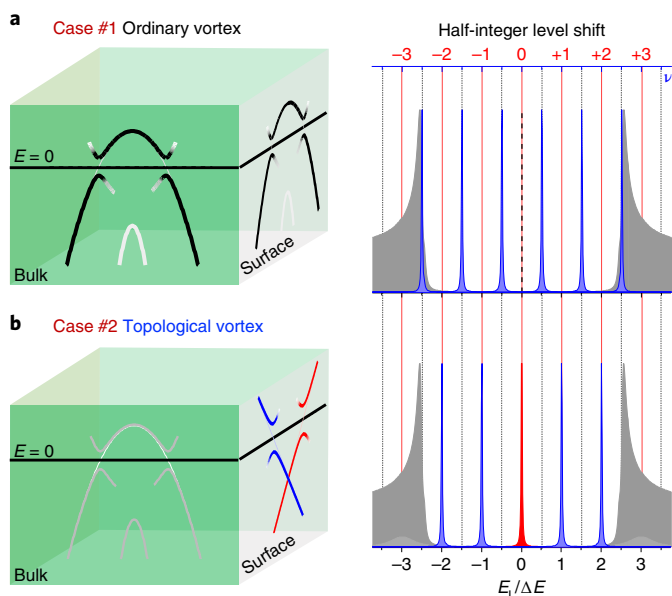 a
Case #1 Ordinary vortex
E = 0
Bulk
Surface
Half-integer level shift
−3 −2 −1 0 +1 +2 +3
ν
b
Case #2 Topological vortex
E = 0
Bulk
Surface
−3 −2 −1 0 1 2 3
E_i/ΔE